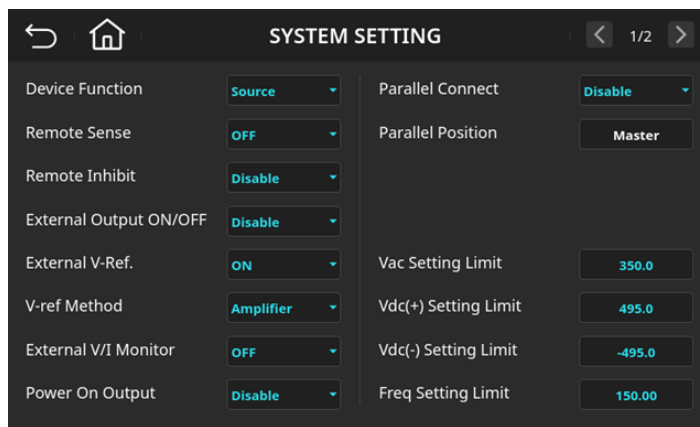 SYSTEM SETTING
1/2
Device Function Source
Remote Sense OFF
Remote Inhibit Disable
External Output ON/OFF Disable
External V-Ref. ON
V-ref Method Amplifier
External V/I Monitor OFF
Power On Output Disable
Parallel Connect Disable
Parallel Position Master
Vac Setting Limit 350.0
Vdc(+) Setting Limit 495.0
Vdc(-) Setting Limit -495.0
Freq Setting Limit 150.00